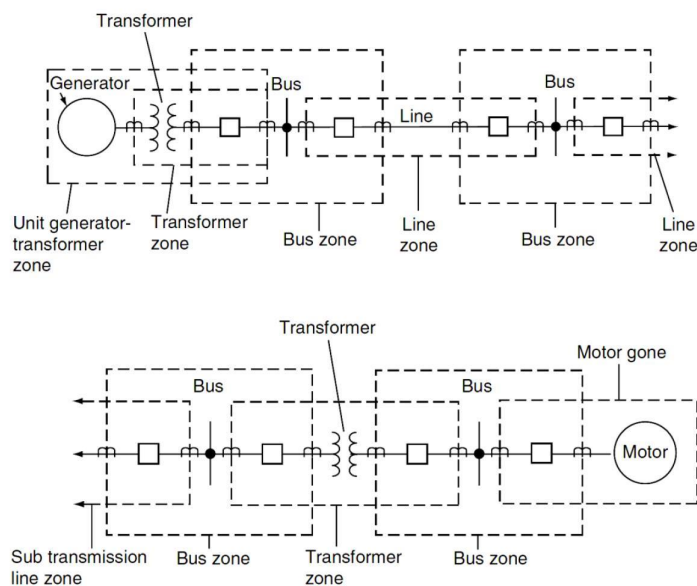 Transformer
Generator
Bus
Line
Bus
Unit generator-
transformer
zone
Transformer
zone
Bus zone
Line
zone
Bus zone
Line
zone
Transformer
Motor gone
Bus
Bus
Motor
Sub transmission
line zone
Bus zone
Transformer
zone
Bus zone